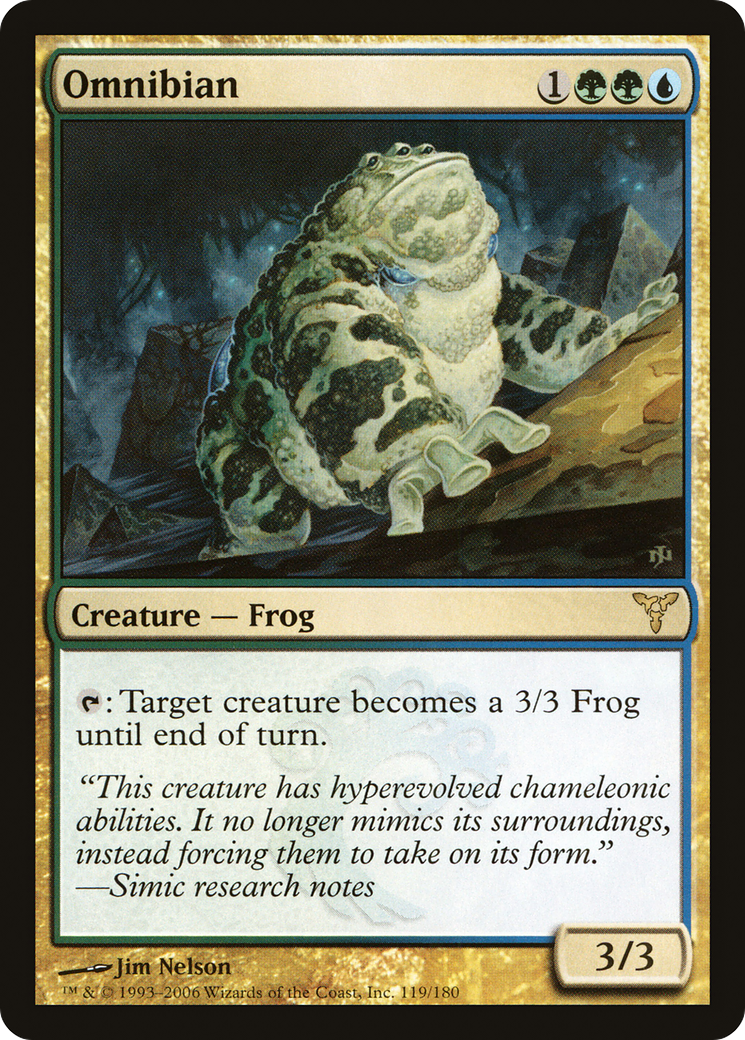 Omnibian 1
Creature — Frog
: Target creature becomes a 3/3 Frog
until end of turn.
“This creature has hyperevolved chameleonic
abilities. It no longer mimics its surroundings,
instead forcing them to take on its form.”
—Simic research notes
3/3
Jim Nelson
™ & © 1993–2006 Wizards of the Coast, Inc. 119/180